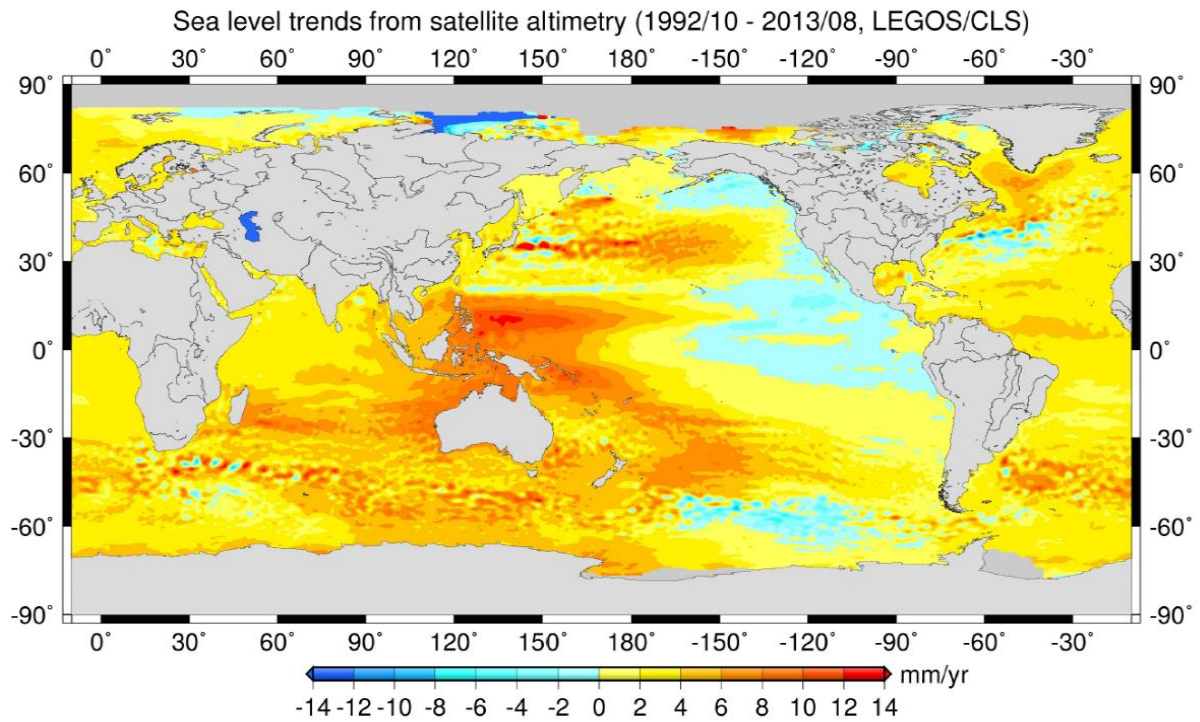 Sea level trends from satellite altimetry (1992/10 - 2013/08, LEGOS/CLS)
0˚ 30˚ 60˚ 90˚ 120˚ 150˚ 180˚ -150˚ -120˚ -90˚ -60˚ -30˚
90˚ 90˚
60˚ 60˚
30˚ 30˚
0˚ 0˚
-30˚ -30˚
-60˚ -60˚
-90˚ -90˚
0˚ 30˚ 60˚ 90˚ 120˚ 150˚ 180˚ -150˚ -120˚ -90˚ -60˚ -30˚
mm/yr
-14 -12 -10 -8 -6 -4 -2 0 2 4 6 8 10 12 14